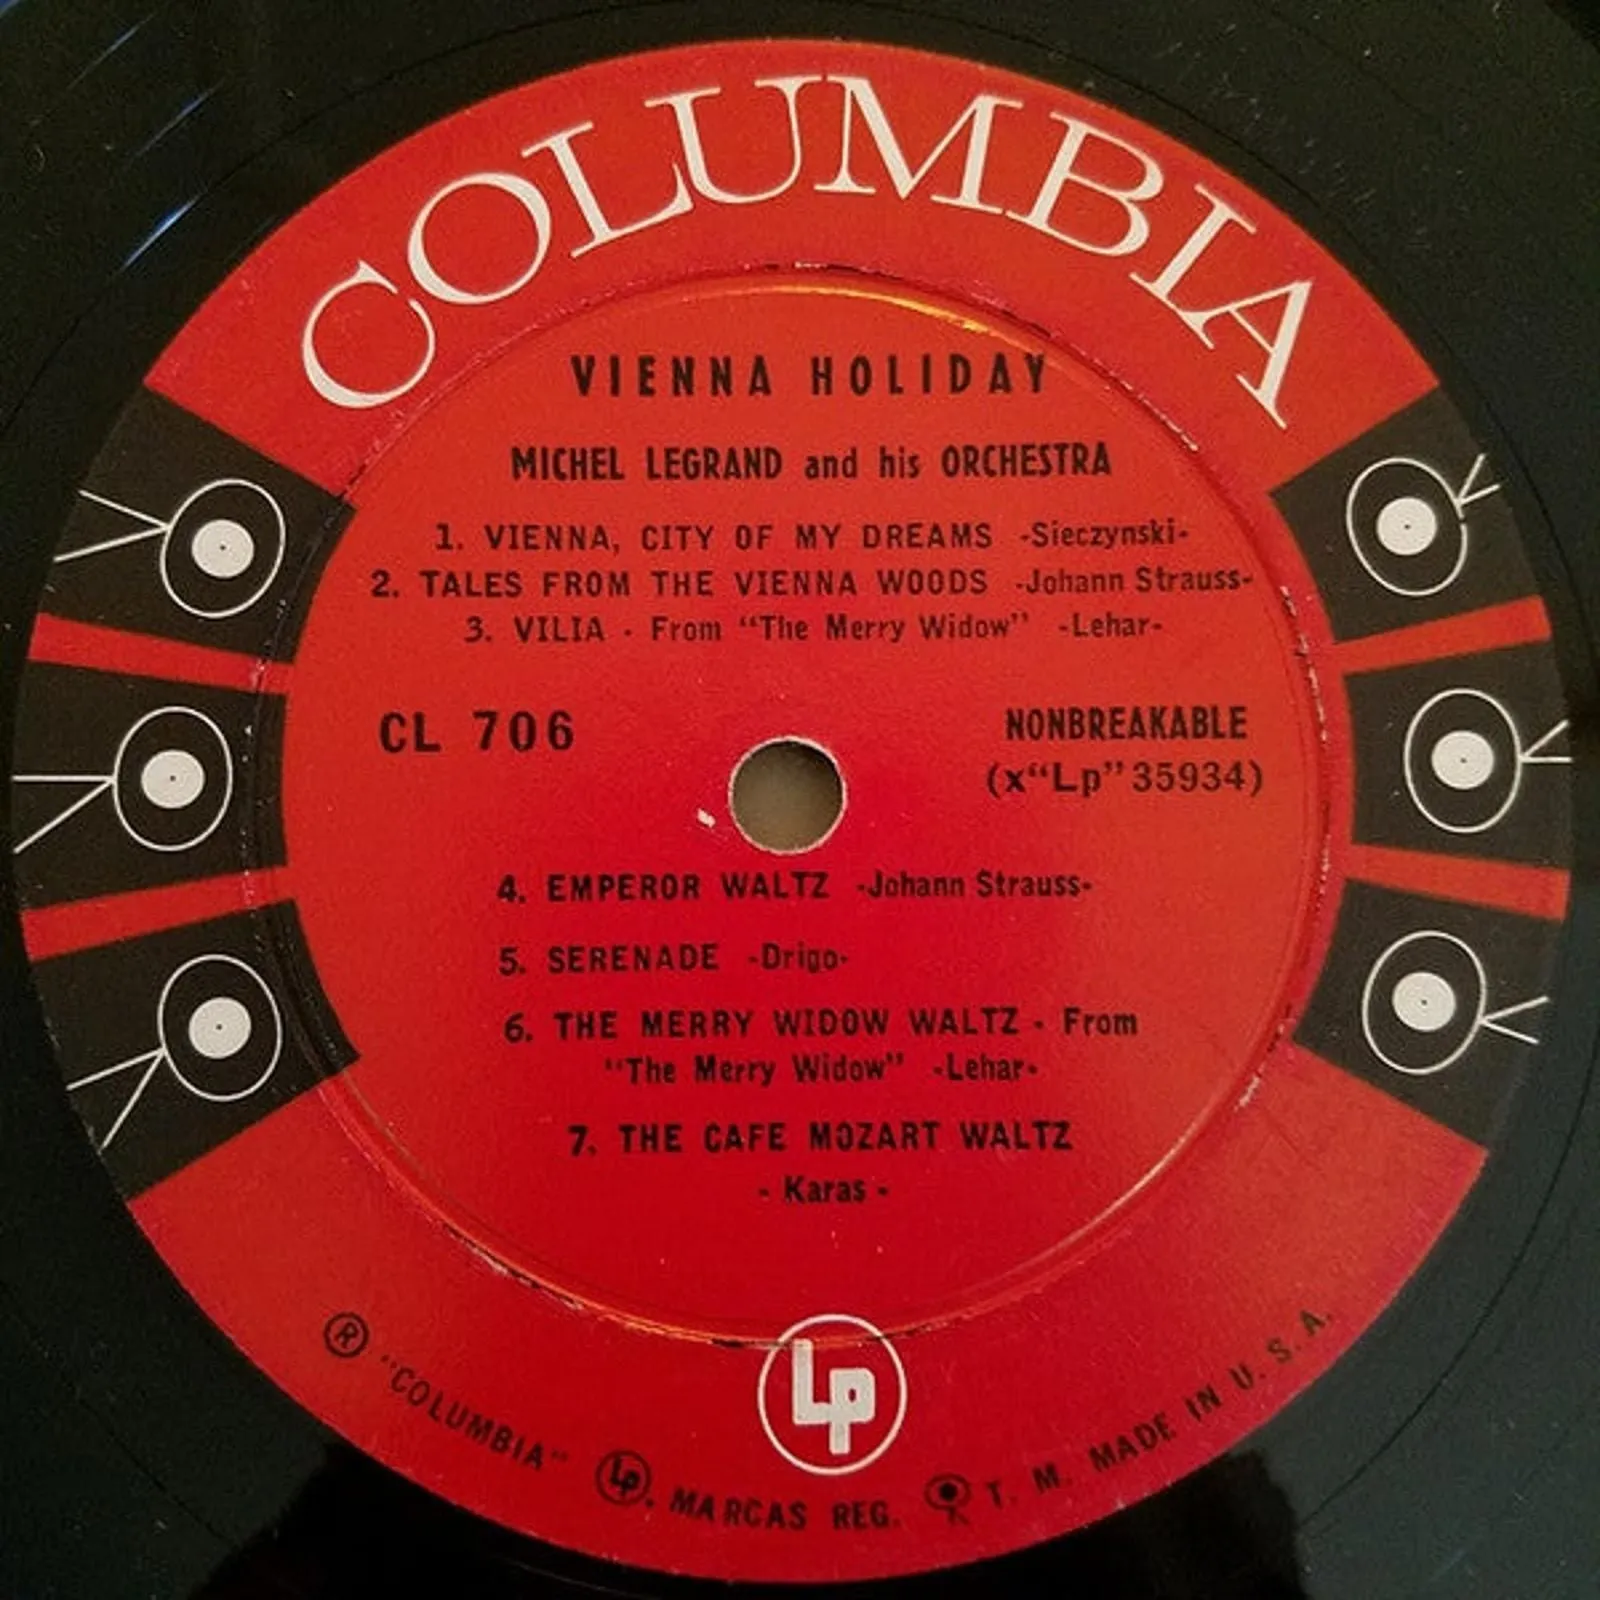 COLUMBIA
VIENNA HOLIDAY
MICHEL LEGRAND and his ORCHESTRA
1. VIENNA, CITY OF MY DREAMS -Sieczynski-
2. TALES FROM THE VIENNA WOODS -Johann Strauss-
3. VILIA - From “The Merry Widow” -Lehar-
CL 706
NONBREAKABLE
(x“Lp” 35934)
4. EMPEROR WALTZ -Johann Strauss-
5. SERENADE -Drigo-
6. THE MERRY WIDOW WALTZ - From
“The Merry Widow” -Lehar-
7. THE CAFE MOZART WALTZ
- Karas -
Lp
® “COLUMBIA” Lp. MARCAS REG. T. M. MADE IN U. S. A.